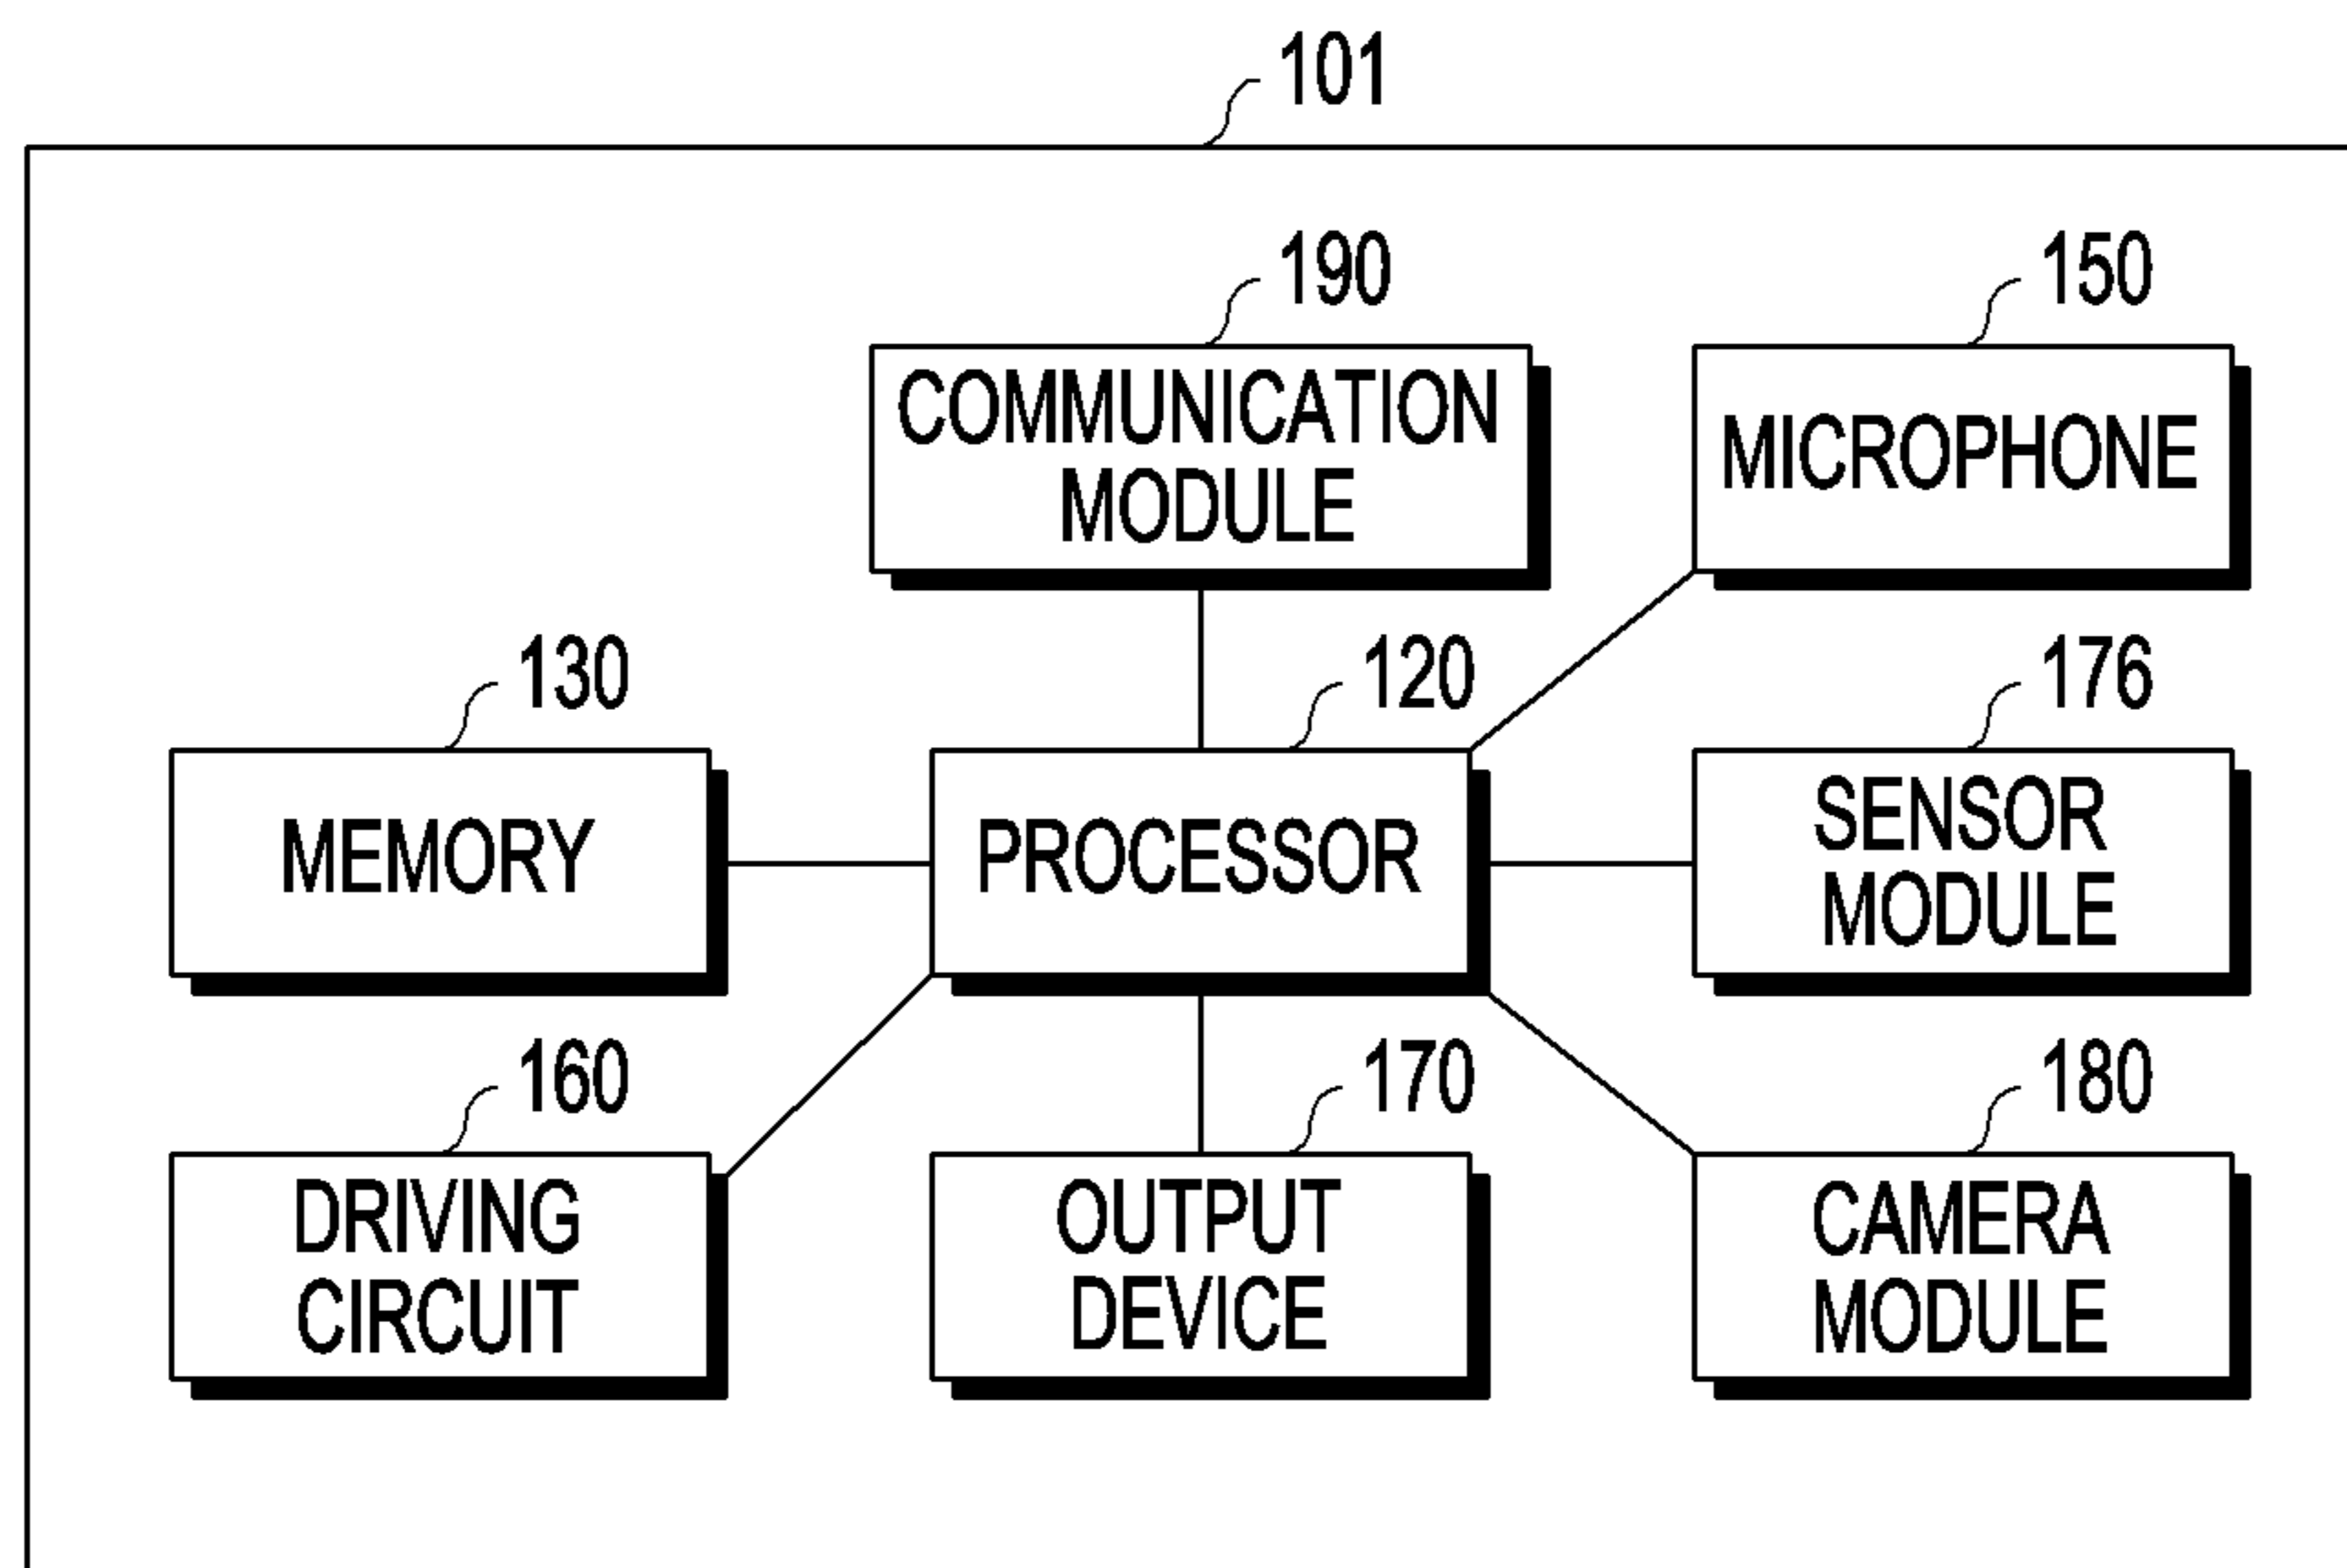 101
190
150
COMMUNICATION
MODULE
MICROPHONE
130
120
176
MEMORY
PROCESSOR
SENSOR
MODULE
160
170
180
DRIVING
CIRCUIT
OUTPUT
DEVICE
CAMERA
MODULE